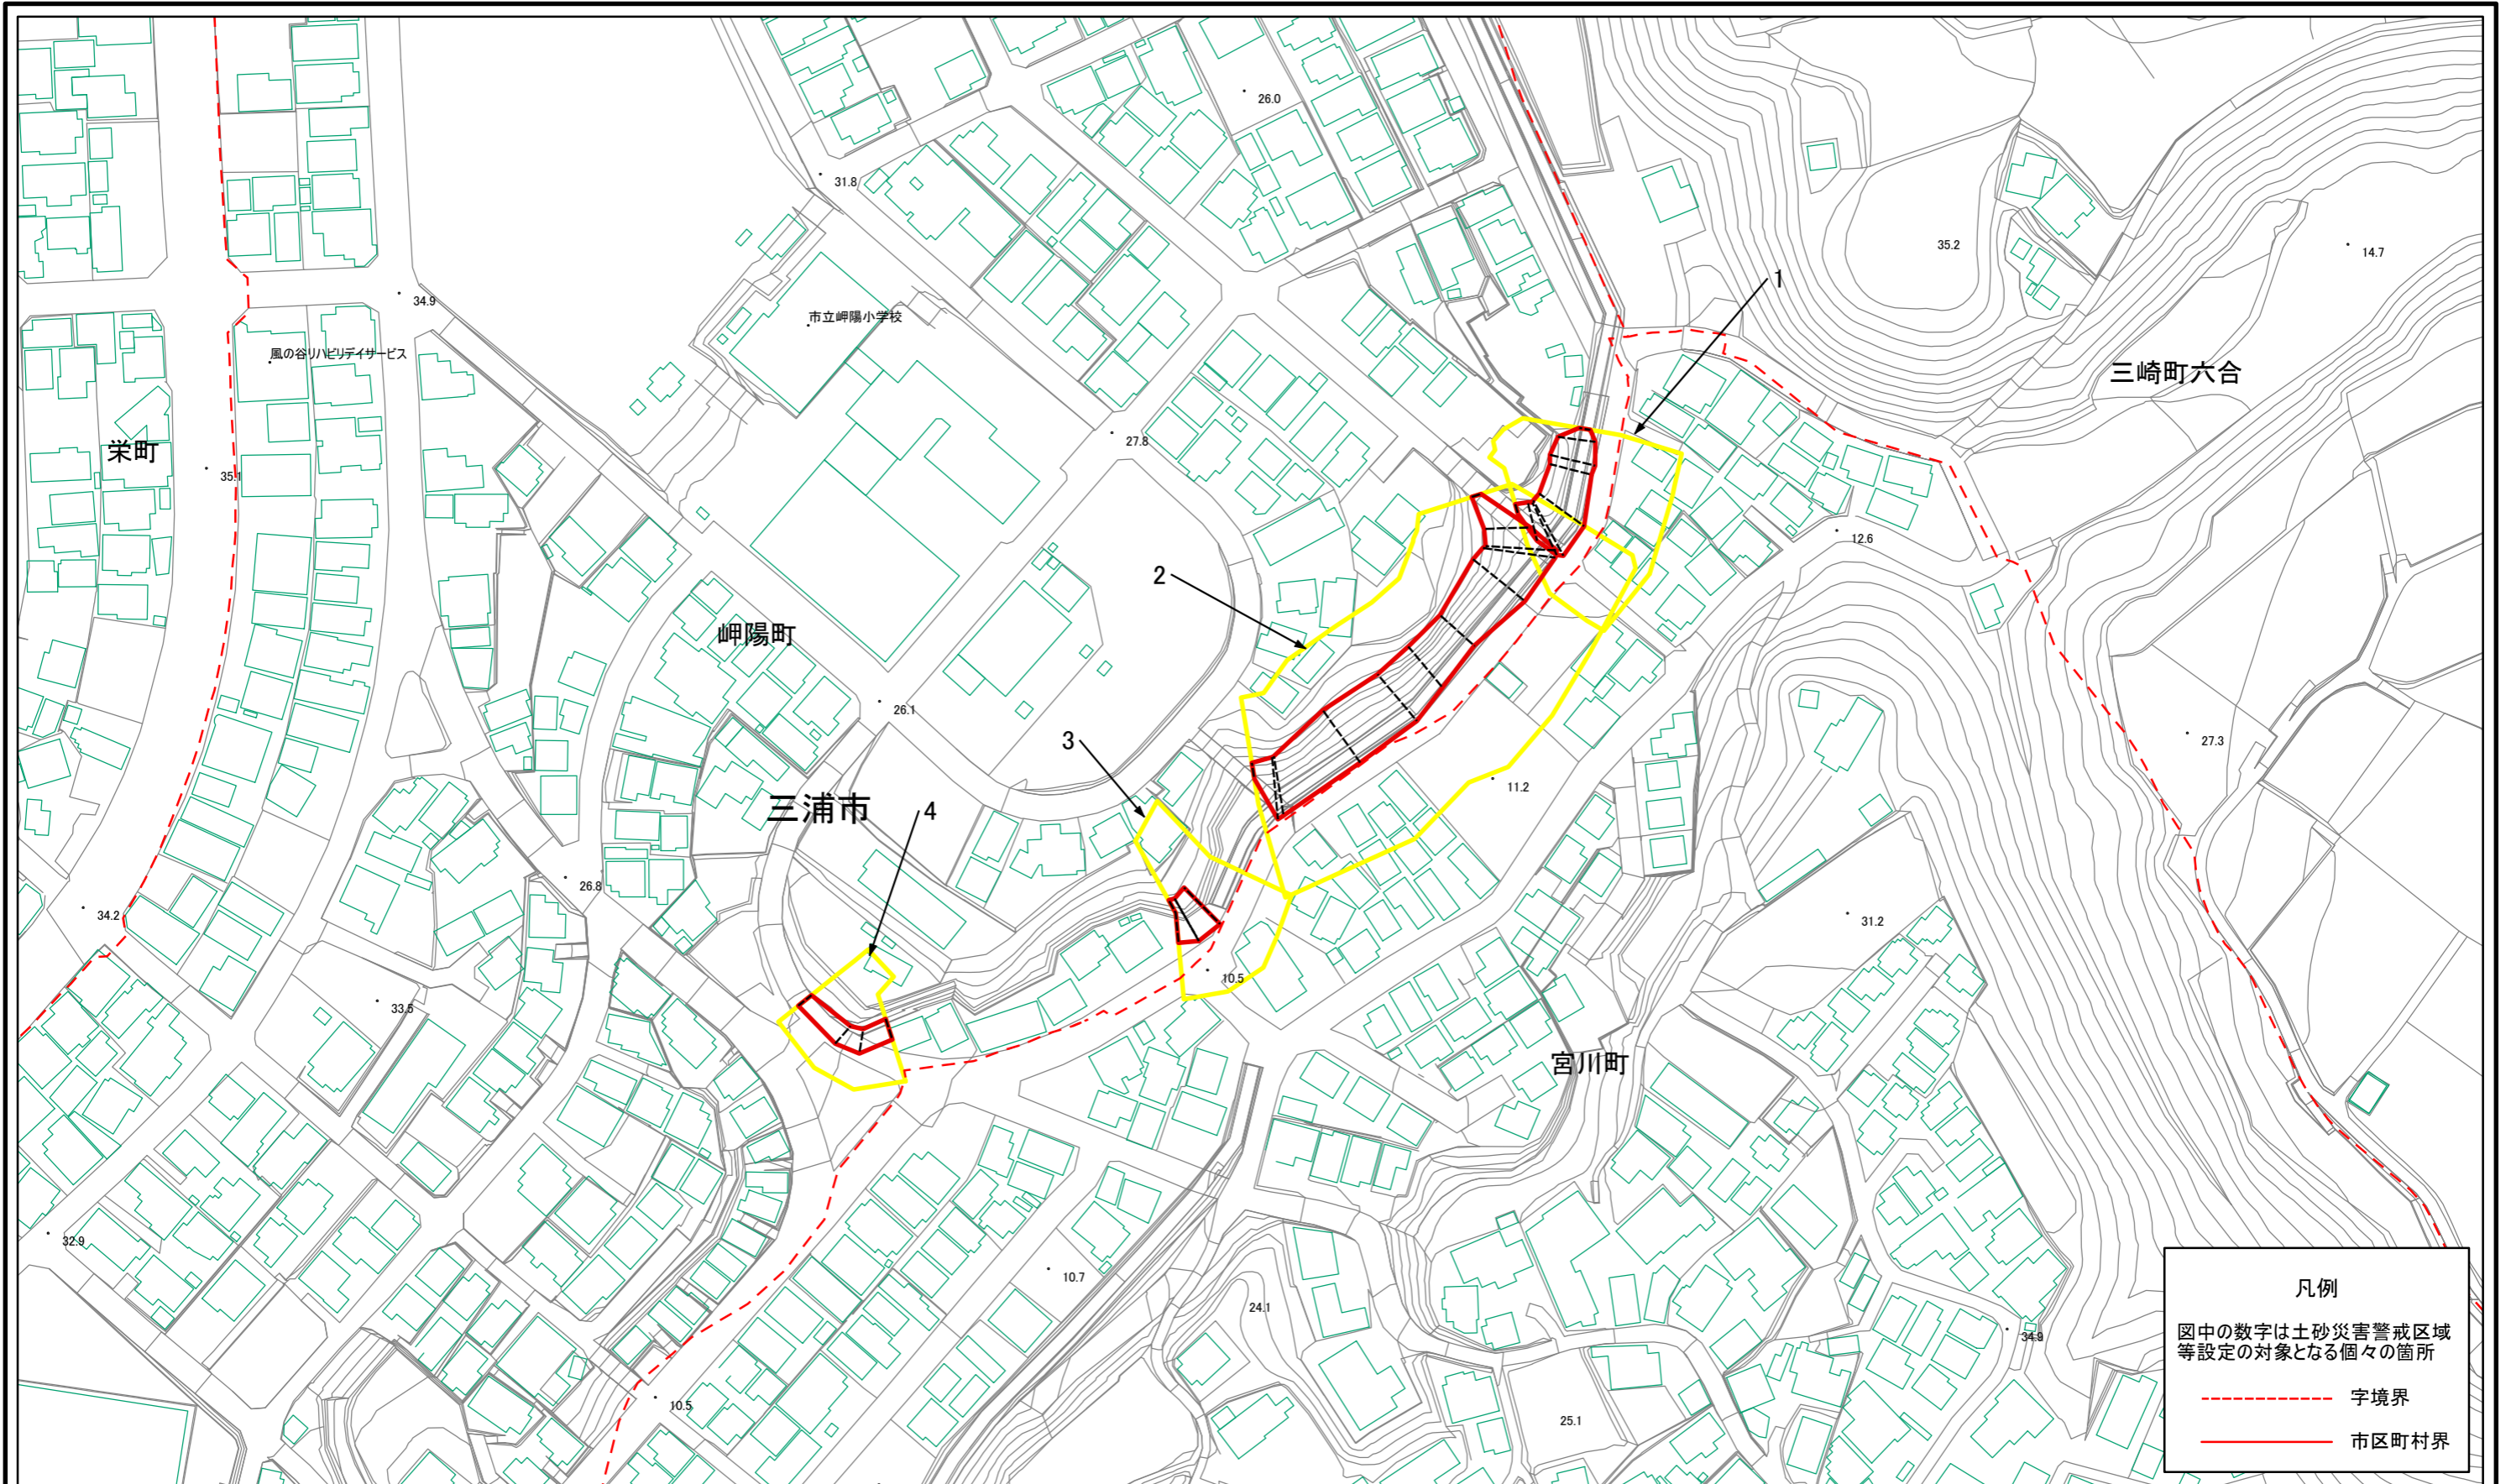 26.0
31.8
35.2
14.7
1
34.9
市立岬陽小学校
風の谷リハビリデイサービス
三崎町六合
27.8
栄町
35.1
12.6
2
岬陽町
26.1
27.3
3
11.2
三浦市
4
26.8
34.2
31.2
10.5
33.5
宮川町
32.9
10.7
24.1
34.9
10.5
25.1
凡例
図中の数字は土砂災害警戒区域
等設定の対象となる個々の箇所
字境界
市区町村界